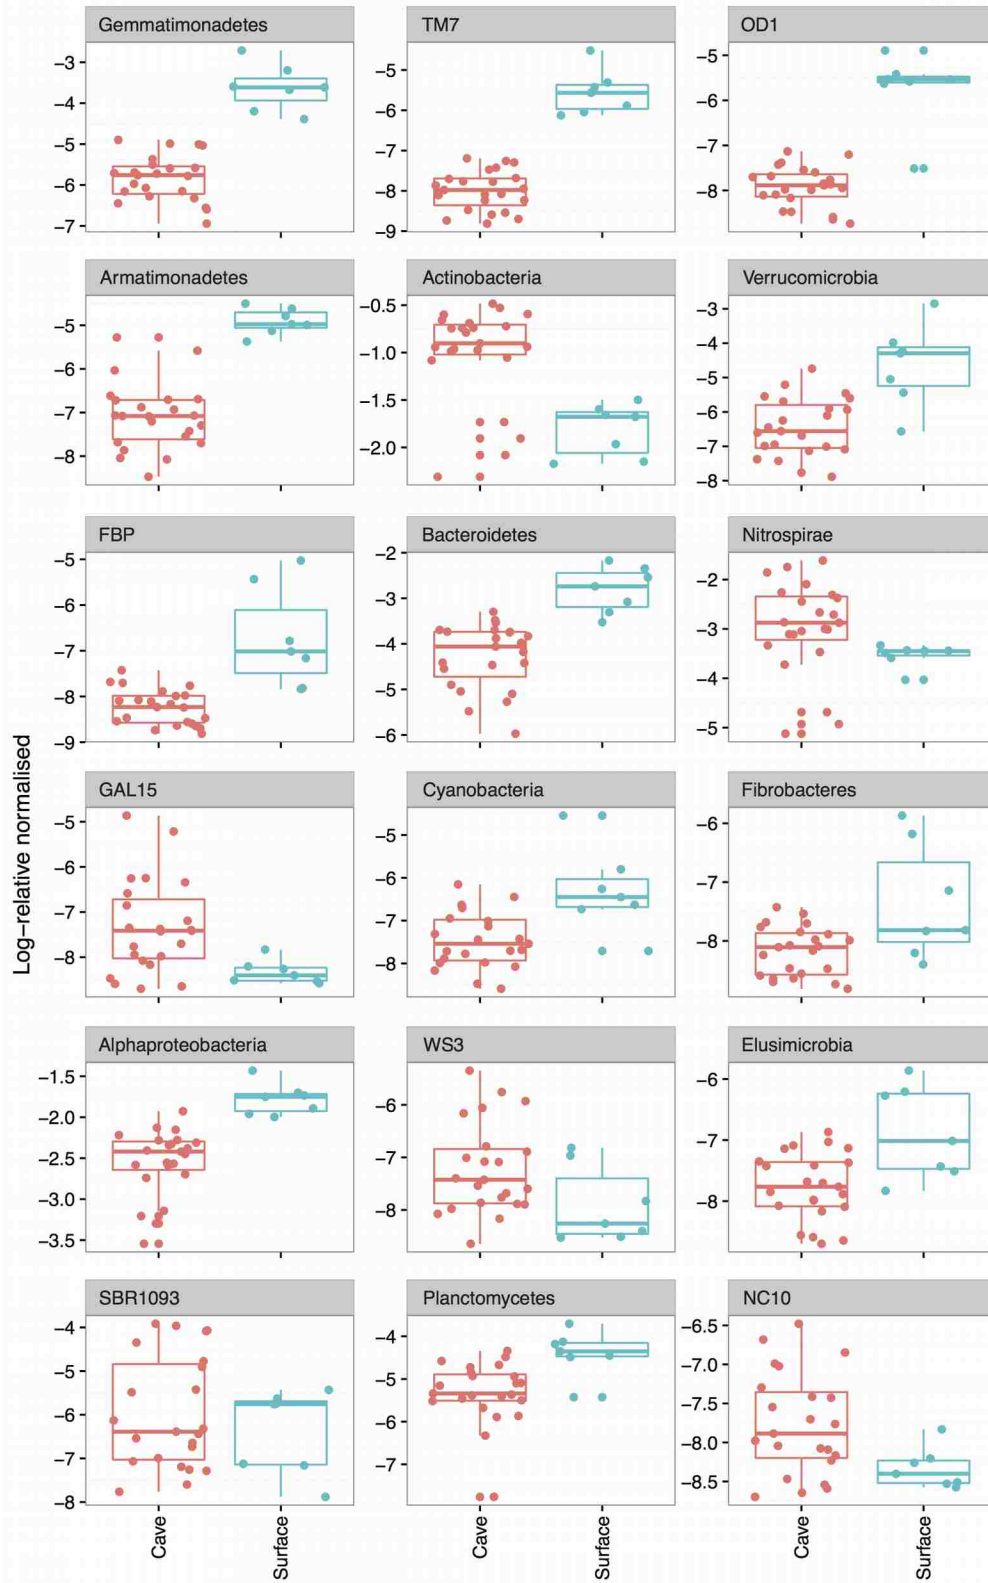 Gemmatimonadetes TM7 OD1
−3 −5 −5
−4 −6 −6
−5 −7 −7
−6 −8 −8
−7 −9
Armatimonadetes Actinobacteria Verrucomicrobia
−5 −0.5 −3
−6 −1.0 −4
−7 −1.5 −5
−8 −2.0 −6
−7
−8
FBP Bacteroidetes Nitrospirae
−5 −2 −2
−6 −3 −3
−7 −4 −4
−8 −5 −5
−9 −6
Log−relative normalised
GAL15 Cyanobacteria Fibrobacteres
−5 −5 −6
−6 −6 −7
−7 −7 −8
−8 −8
Alphaproteobacteria WS3 Elusimicrobia
−1.5 −6 −6
−2.0 −7 −7
−2.5 −8 −8
−3.0
−3.5
SBR1093 Planctomycetes NC10
−4 −4 −6.5
−5 −5 −7.0
−6 −6 −7.5
−7 −7 −8.0
−8 −8.5
Cave Surface Cave Surface Cave Surface